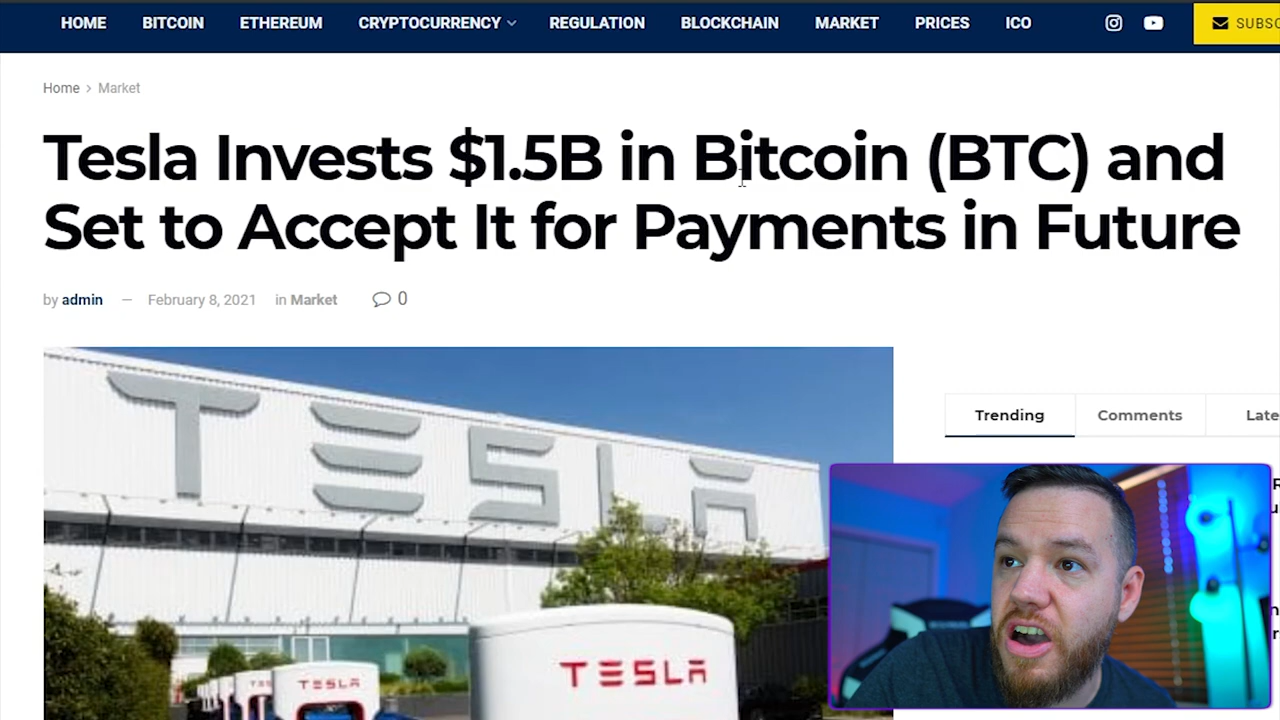 HOME BITCOIN ETHEREUM CRYPTOCURRENCY REGULATION BLOCKCHAIN MARKET PRICES ICO
Home > Market
Tesla Invests $1.5B in Bitcoin (BTC) and
Set to Accept It for Payments in Future
by admin — February 8, 2021 in Market 0
Trending Comments
TESLA
TESLA
TESLA